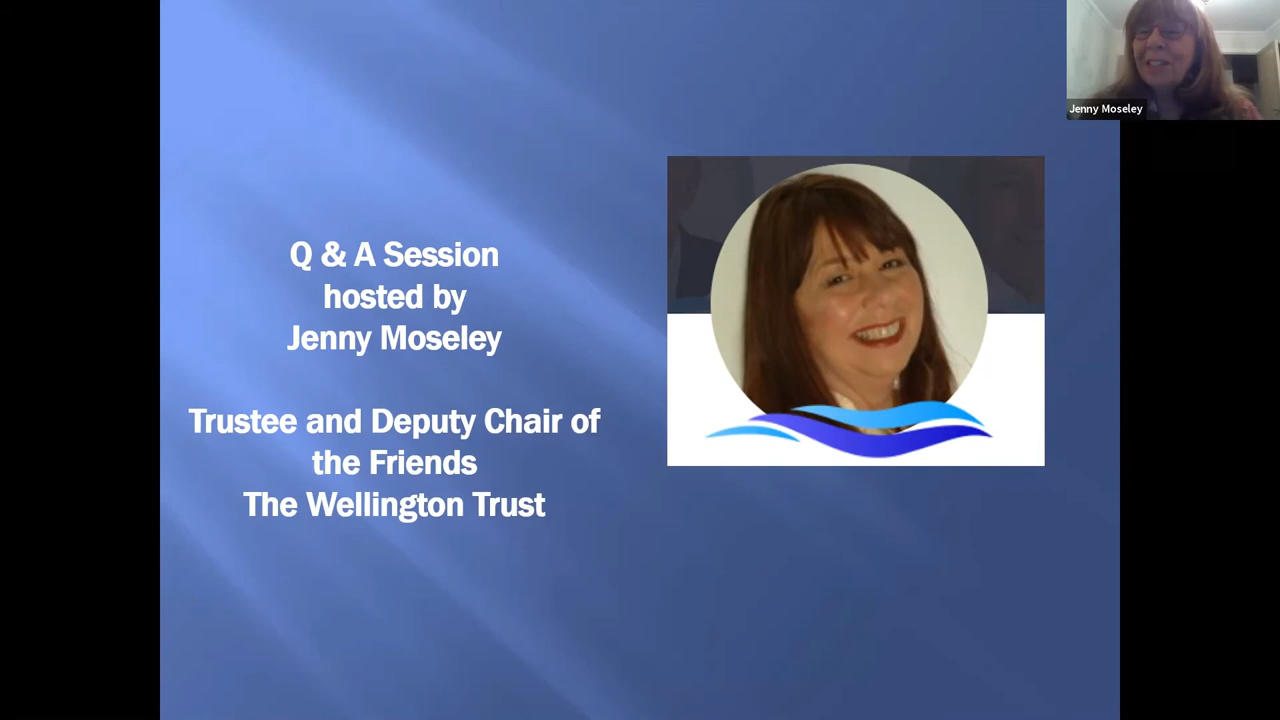 Q & A Session
hosted by
Jenny Moseley
Trustee and Deputy Chair of
the Friends
The Wellington Trust
Jenny Moseley